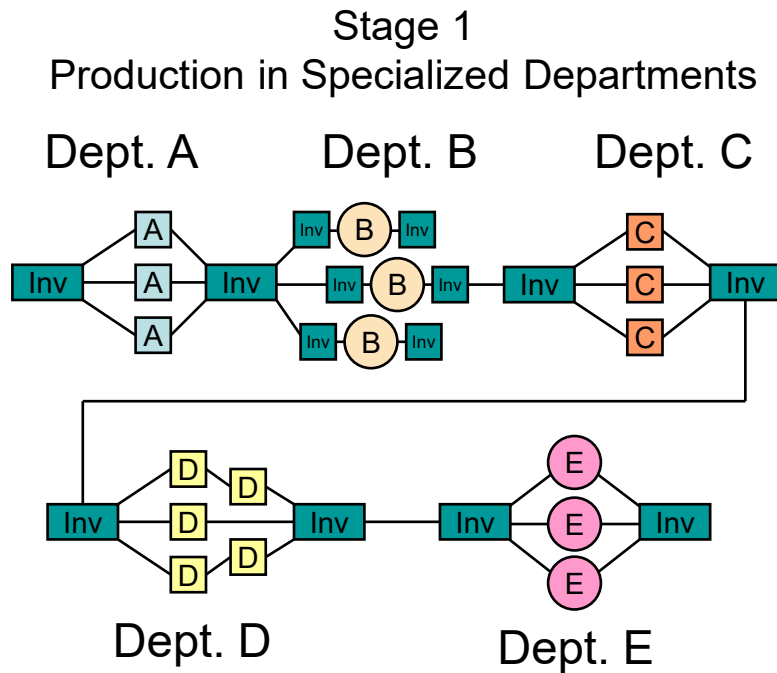 Stage 1
Production in Specialized Departments
Dept. A Dept. B Dept. C
A Inv B Inv C
Inv A Inv Inv B Inv Inv C Inv
A Inv B Inv C
D D E
Inv D Inv Inv E Inv
D D E
Dept. D Dept. E